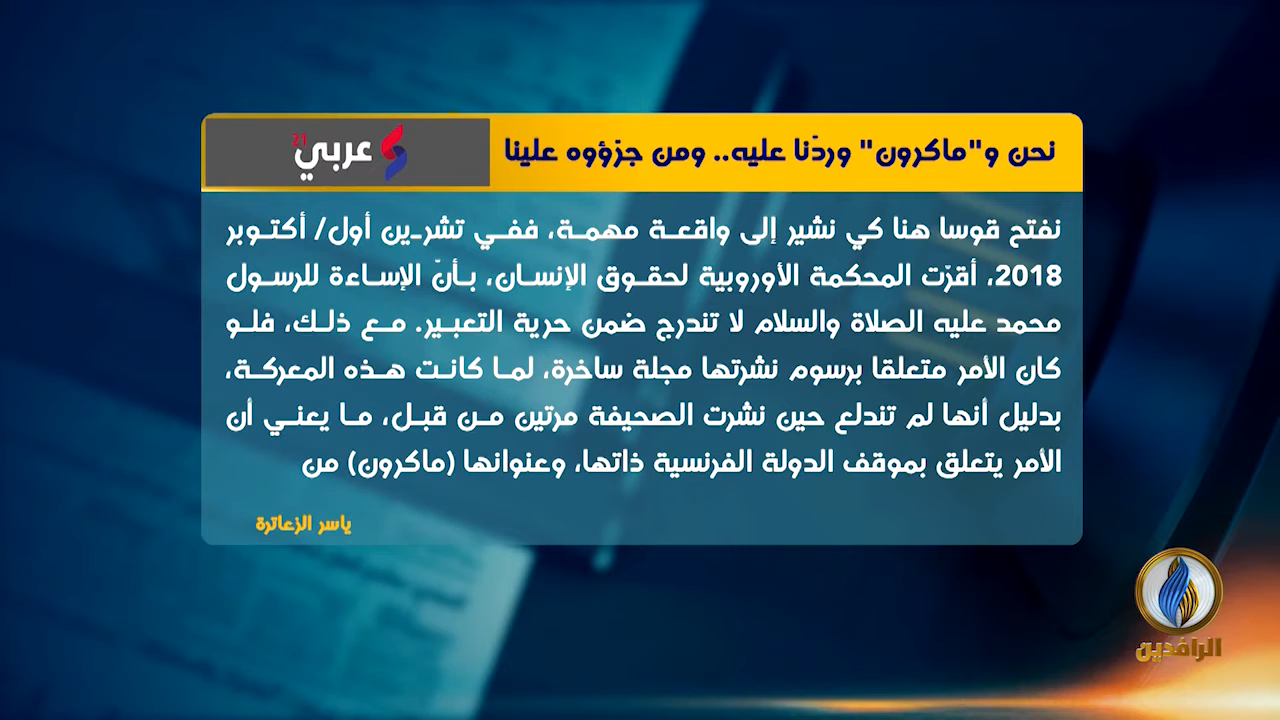 نحن و"ماكرون" وردّنا عليه.. ومن جرّؤوه علينا
عربي21
نفتح قوسا هنا كي نشير إلى واقعة مهمة، ففي تشرين أول/ أكتوبر
2018، أقرّت المحكمة الأوروبية لحقوق الإنسان، بأنّ الإساءة للرسول
محمد عليه الصلاة والسلام لا تندرج ضمن حرية التعبير. مع ذلك، فلو
كان الأمر متعلقا برسوم نشرتها مجلة ساخرة، لما كانت هذه المعركة،
بدليل أنها لم تندلع حين نشرت الصحيفة مرتين من قبل، ما يعني أن
الأمر يتعلق بموقف الدولة الفرنسية ذاتها، وعنوانها (ماكرون) من
ياسر الزعاترة
الرافدين